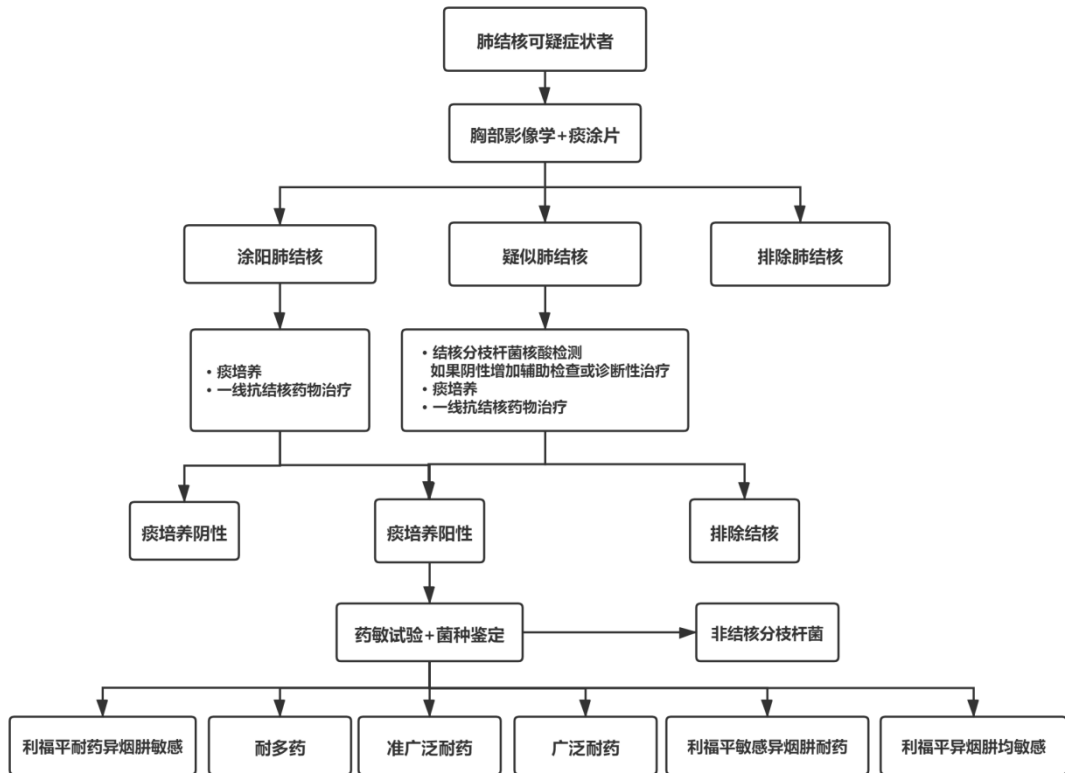 肺结核可疑症状者
胸部影像学+痰涂片
涂阳肺结核
疑似肺结核
排除肺结核
·痰培养
·一线抗结核药物治疗
·结核分枝杆菌核酸检测
如果阴性增加辅助检查或诊断性治疗
·痰培养
·一线抗结核药物治疗
痰培养阴性
痰培养阳性
排除结核
药敏试验+菌种鉴定
非结核分枝杆菌
利福平耐药异烟肼敏感
耐多药
准广泛耐药
广泛耐药
利福平敏感异烟肼耐药
利福平异烟肼均敏感